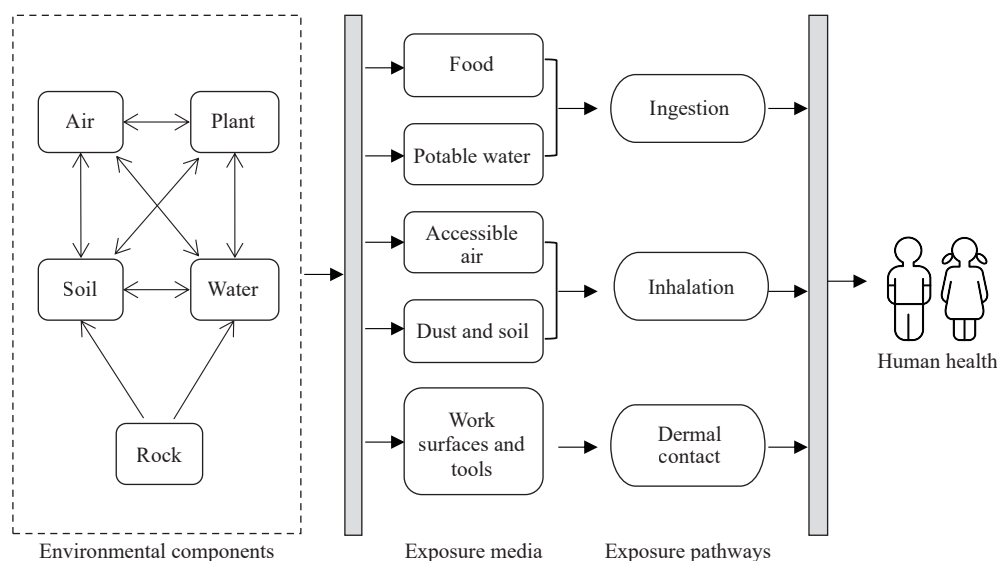 Air
Plant
Soil
Water
Rock
Environmental components
Food
Potable water
Accessible
air
Dust and soil
Work
surfaces and
tools
Exposure media
Ingestion
Inhalation
Dermal
contact
Exposure pathways
Human health